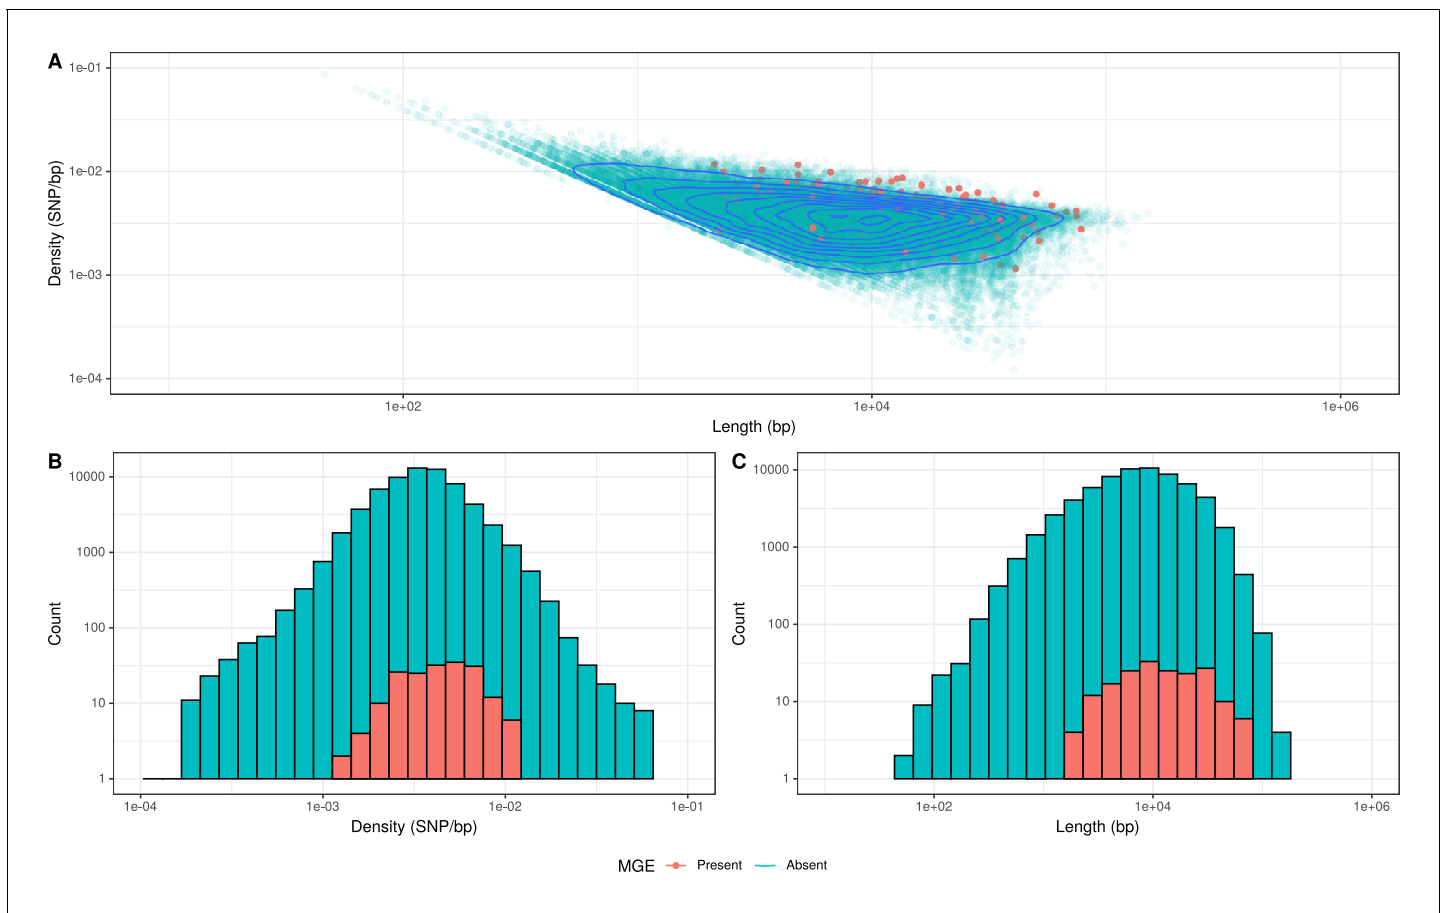 A
1e-01
1e-02
1e-03
1e-04
Density (SNP/bp)
1e+02 1e+04 1e+06
Length (bp)
B
10000
1000
100
10
1
Count
1e-04 1e-03 1e-02 1e-01
Density (SNP/bp)
C
10000
1000
100
10
1
Count
1e+02 1e+04 1e+06
Length (bp)
MGE Present Absent